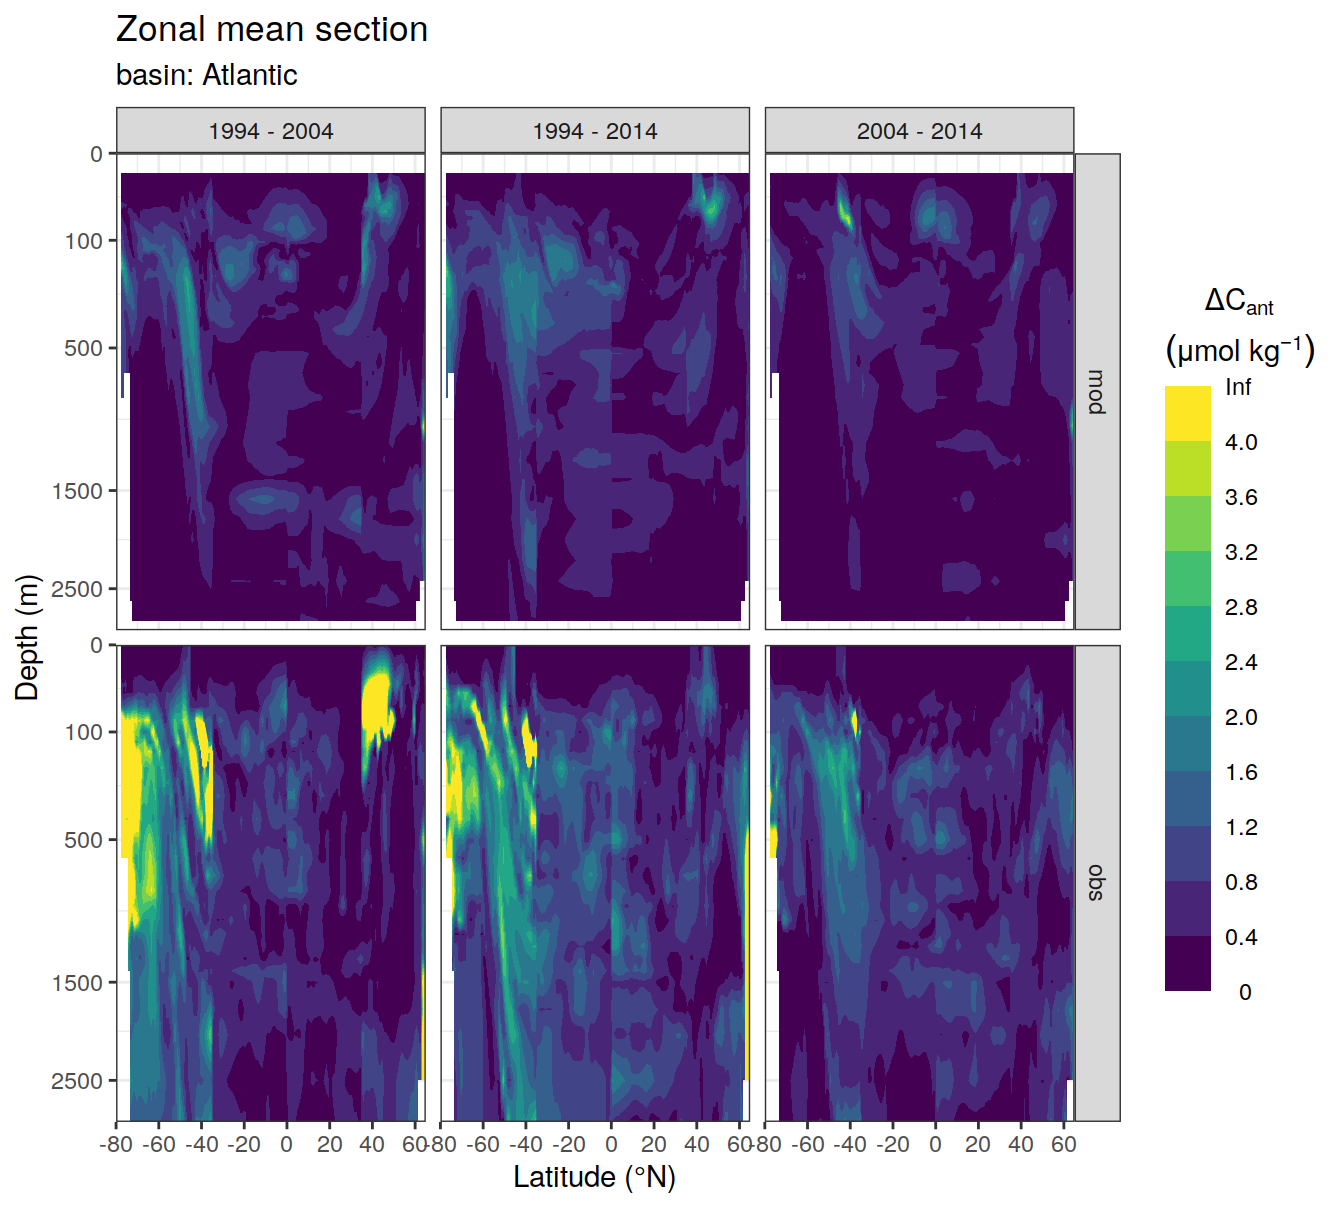 Zonal mean section
basin: Atlantic
1994 - 2004
1994 - 2014
2004 - 2014
0
100
500
1500
2500
mod
0
100
500
1500
2500
obs
-80 -60 -40 -20 0 20 40 60
-80 -60 -40 -20 0 20 40 60
-80 -60 -40 -20 0 20 40 60
Depth (m)
Latitude (°N)
ΔCant
(μmol kg⁻¹)
Inf
4.0
3.6
3.2
2.8
2.4
2.0
1.6
1.2
0.8
0.4
0